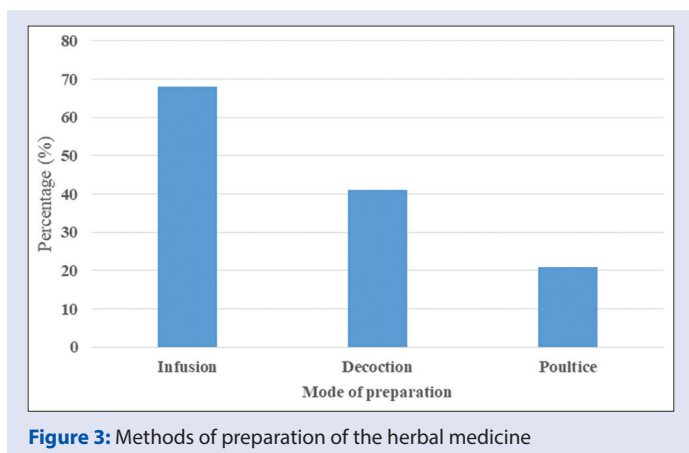 80
70
60
50
40
30
20
10
0
Percentage (%)
Infusion Decoction Poultice
Mode of preparation
Figure 3: Methods of preparation of the herbal medicine